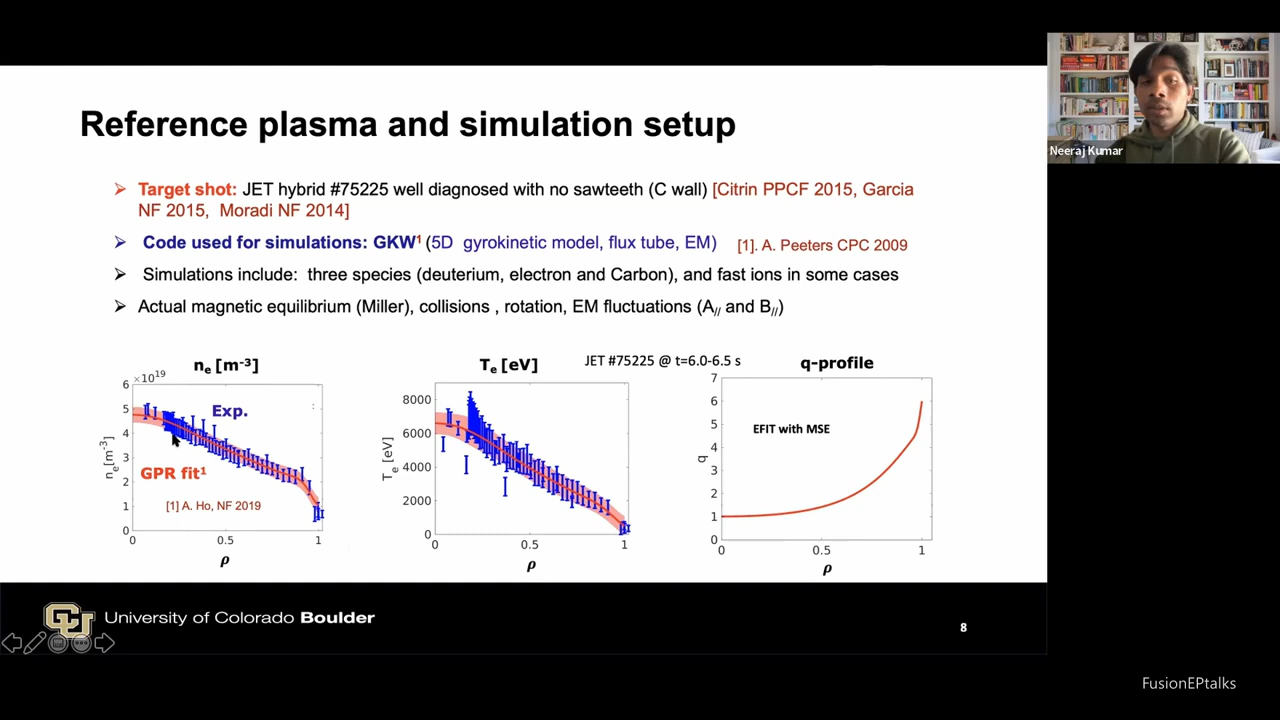 Reference plasma and simulation setup
Neeraj Kumar
➢ Target shot: JET hybrid #75225 well diagnosed with no sawteeth (C wall) [Citrin PPCF 2015, Garcia
NF 2015, Moradi NF 2014]
➢ Code used for simulations: GKW¹ (5D gyrokinetic model, flux tube, EM) [1]. A. Peeters CPC 2009
➢ Simulations include: three species (deuterium, electron and Carbon), and fast ions in some cases
➢ Actual magnetic equilibrium (Miller), collisions , rotation, EM fluctuations (A// and B//)
JET #75225 @ t=6.0-6.5 s
nₑ [m⁻³]
×10¹⁹
6
5
4
3
2
1
0
nₑ[m⁻³]
Exp.
GPR fit¹
[1] A. Ho, NF 2019
0 0.5 1
ρ
Tₑ [eV]
8000
6000
4000
2000
0
Tₑ [eV]
0 0.5 1
ρ
q-profile
7
6
5
4
3
2
1
0
q
EFIT with MSE
0 0.5 1
ρ
CU University of Colorado Boulder
8
FusionEPtalks